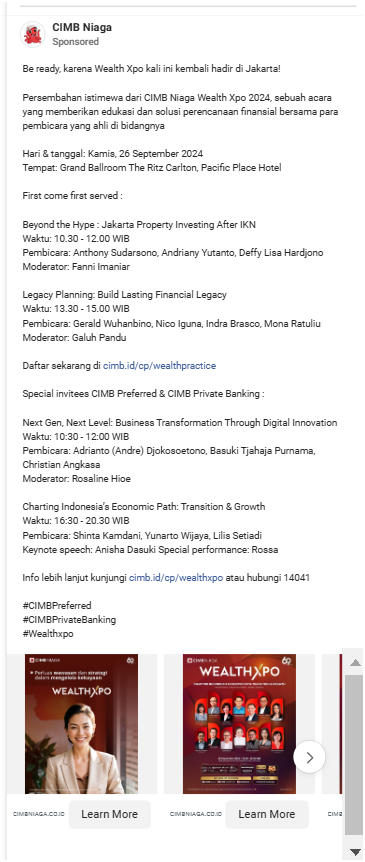 CIMB Niaga
Sponsored
Be ready, karena Wealth Xpo kali ini kembali hadir di Jakarta!
Persembahan istimewa dari CIMB Niaga Wealth Xpo 2024, sebuah acara
yang memberikan edukasi dan solusi perencanaan finansial bersama para
pembicara yang ahli di bidangnya
Hari & tanggal: Kamis, 26 September 2024
Tempat: Grand Ballroom The Ritz Carlton, Pacific Place Hotel
First come first served :
Beyond the Hype : Jakarta Property Investing After IKN
Waktu: 10.30 - 12.00 WIB
Pembicara: Anthony Sudarsono, Andriany Yutanto, Deffy Lisa Hardjono
Moderator: Fanni Imaniar
Legacy Planning: Build Lasting Financial Legacy
Waktu: 13.30 - 15.00 WIB
Pembicara: Gerald Wuhanbino, Nico Iguna, Indra Brasco, Mona Ratuliu
Moderator: Galuh Pandu
Daftar sekarang di cimb.id/cp/wealthpractice
Special invitees CIMB Preferred & CIMB Private Banking :
Next Gen, Next Level: Business Transformation Through Digital Innovation
Waktu: 10:30 - 12:00 WIB
Pembicara: Adrianto (Andre) Djokosoetono, Basuki Tjahaja Purnama,
Christian Angkasa
Moderator: Rosaline Hioe
Charting Indonesia's Economic Path: Transition & Growth
Waktu: 16:30 - 20.30 WIB
Pembicara: Shinta Kamdani, Yunarto Wijaya, Lilis Setiadi
Keynote speech: Anisha Dasuki Special performance: Rossa
Info lebih lanjut kunjungi cimb.id/cp/wealthxpo atau hubungi 14041
#CIMBPreferred
#CIMBPrivateBanking
#Wealthxpo
CIMB NIAGA
Perluas wawasan dan strategi
dalam mengelola kekayaan
WEALTHXPO
CIMB NIAGA
WEALTHXPO
CIMBNIAGA.CO.ID
Learn More
CIMBNIAGA.CO.ID
Learn More